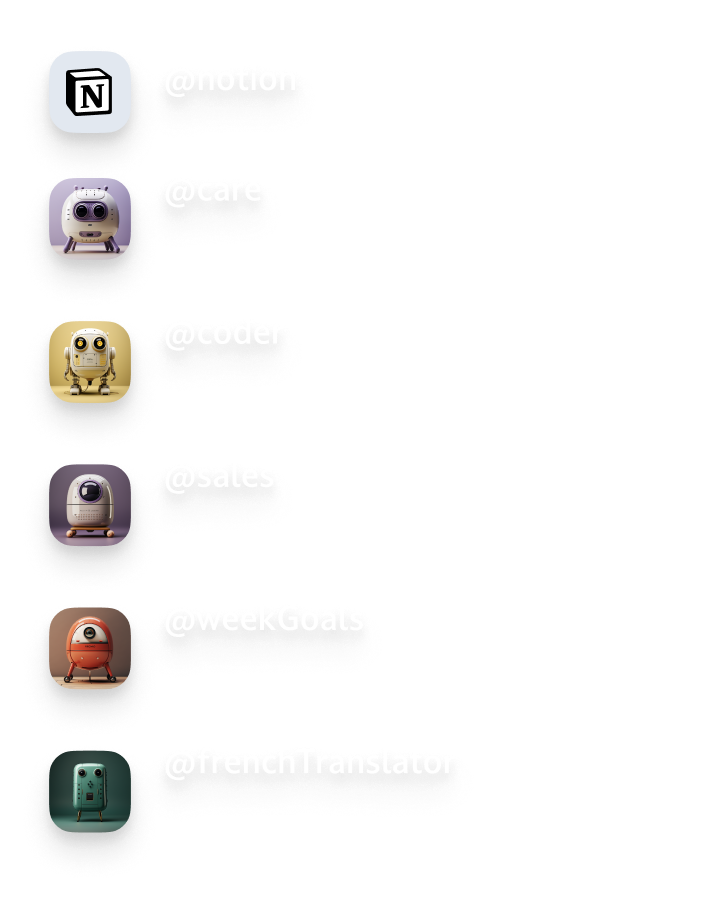 N
@notion
@care
@coder
@sales
@weekGoals
@frenchTranslator